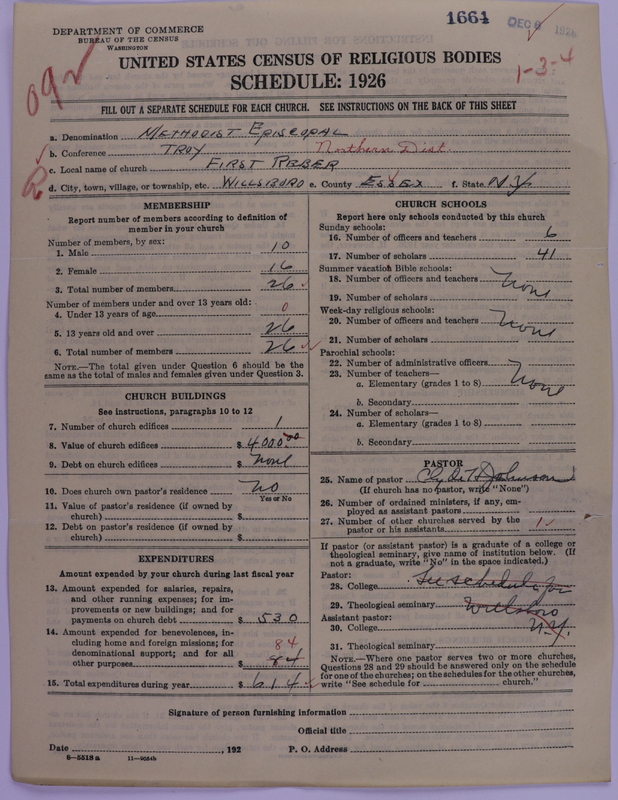 1664
DEC 6 1926
DEPARTMENT OF COMMERCE
BUREAU OF THE CENSUS
WASHINGTON
UNITED STATES CENSUS OF RELIGIOUS BODIES
SCHEDULE: 1926
1-3-4
FILL OUT A SEPARATE SCHEDULE FOR EACH CHURCH. SEE INSTRUCTIONS ON THE BACK OF THIS SHEET
a. Denomination METHODIST EPISCOPAL
b. Conference TROY Northern Dist.
c. Local name of church FIRST REBER
d. City, town, village, or township, etc. WILLSBORO e. County ESSEX f. State N.Y.
MEMBERSHIP
Report number of members according to definition of
member in your church
Number of members, by sex:
1. Male 10
2. Female 16
3. Total number of members 26
Number of members under and over 13 years old:
4. Under 13 years of age 0
5. 13 years old and over 26
6. Total number of members 26
NOTE.—The total given under Question 6 should be
same as the total of males and females given under Question 3.
CHURCH BUILDINGS
See instructions, paragraphs 10 to 12
7. Number of church edifices 1
8. Value of church edifices $ 4000.00
9. Debt on church edifices $ none
10. Does church own pastor's residence no
Yes or No
11. Value of pastor's residence (if owned by
church) $
12. Debt on pastor's residence (if owned by
church) $
EXPENDITURES
Amount expended by your church during last fiscal year
13. Amount expended for salaries, repairs,
and other running expenses; for im-
provements or new buildings; and for
payments on church debt $ 530
14. Amount expended for benevolences, in-
cluding home and foreign missions; for
denominational support; and for all
other purposes $ 84
84
15. Total expenditures during year $ 614
CHURCH SCHOOLS
Report here only schools conducted by this church
Sunday schools:
16. Number of officers and teachers 6
17. Number of scholars 41
Summer vacation Bible schools:
18. Number of officers and teachers None
19. Number of scholars
Week-day religious schools:
20. Number of officers and teachers None
21. Number of scholars
Parochial schools:
22. Number of administrative officers
23. Number of teachers—
a. Elementary (grades 1 to 8) None
b. Secondary
24. Number of scholars—
a. Elementary (grades 1 to 8)
b. Secondary
PASTOR
25. Name of pastor Clyde H. Johnson
(If church has no pastor, write "None")
26. Number of ordained ministers, if any, em-
ployed as assistant pastors
27. Number of other churches served by the
pastor or his assistants 1
If pastor (or assistant pastor) is a graduate of a college or
theological seminary, give name of institution below. (If
not a graduate, write "No" in the space indicated.)
Pastor:
28. College See schedule for
29. Theological seminary Willsboro
Assistant pastor:
30. College N.Y.
31. Theological seminary
NOTE.—Where one pastor serves two or more churches,
Questions 28 and 29 should be answered only on the schedule
for one of the churches; on the schedules for the other churches,
write "See schedule for church."
Signature of person furnishing information
Official title
Date , 192 P. O. Address
8—5518a 11—9034b